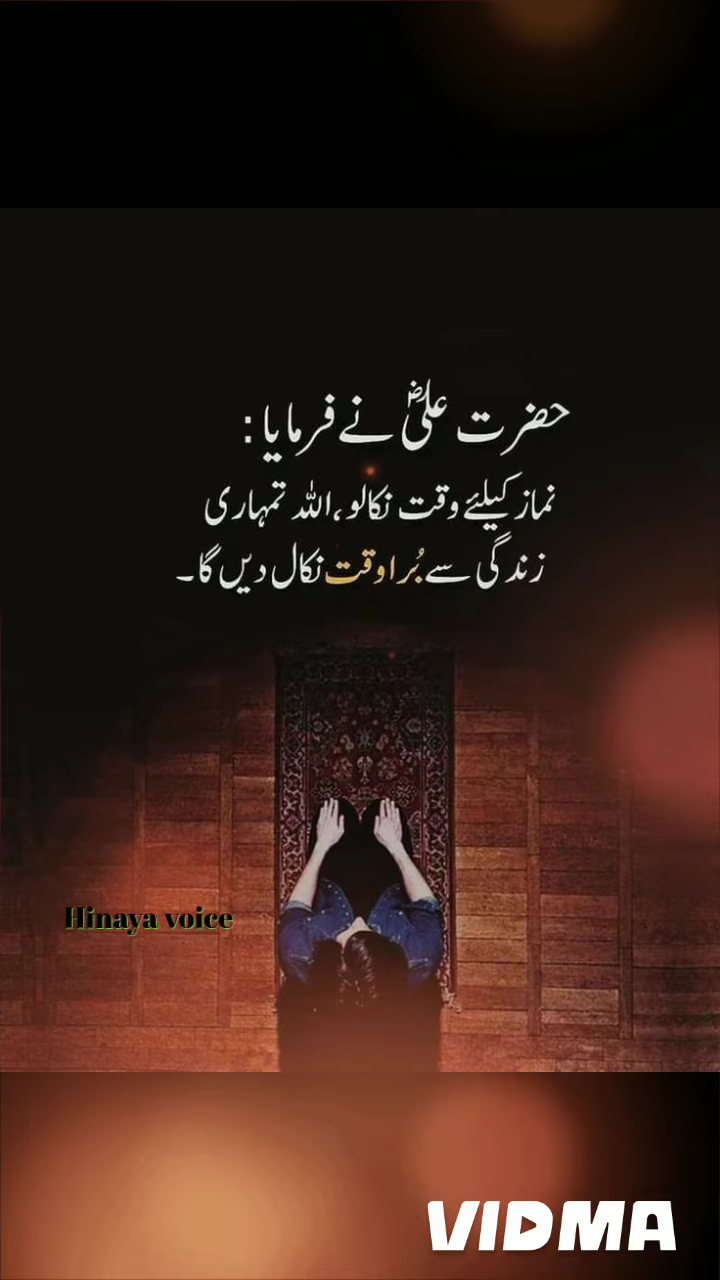 حضرت علیؓ نے فرمایا :
نماز کیلئے وقت نکالو، اللہ تمہاری
زندگی سے بُرا وقت نکال دیں گا۔
Hinaya voice
VIDMA